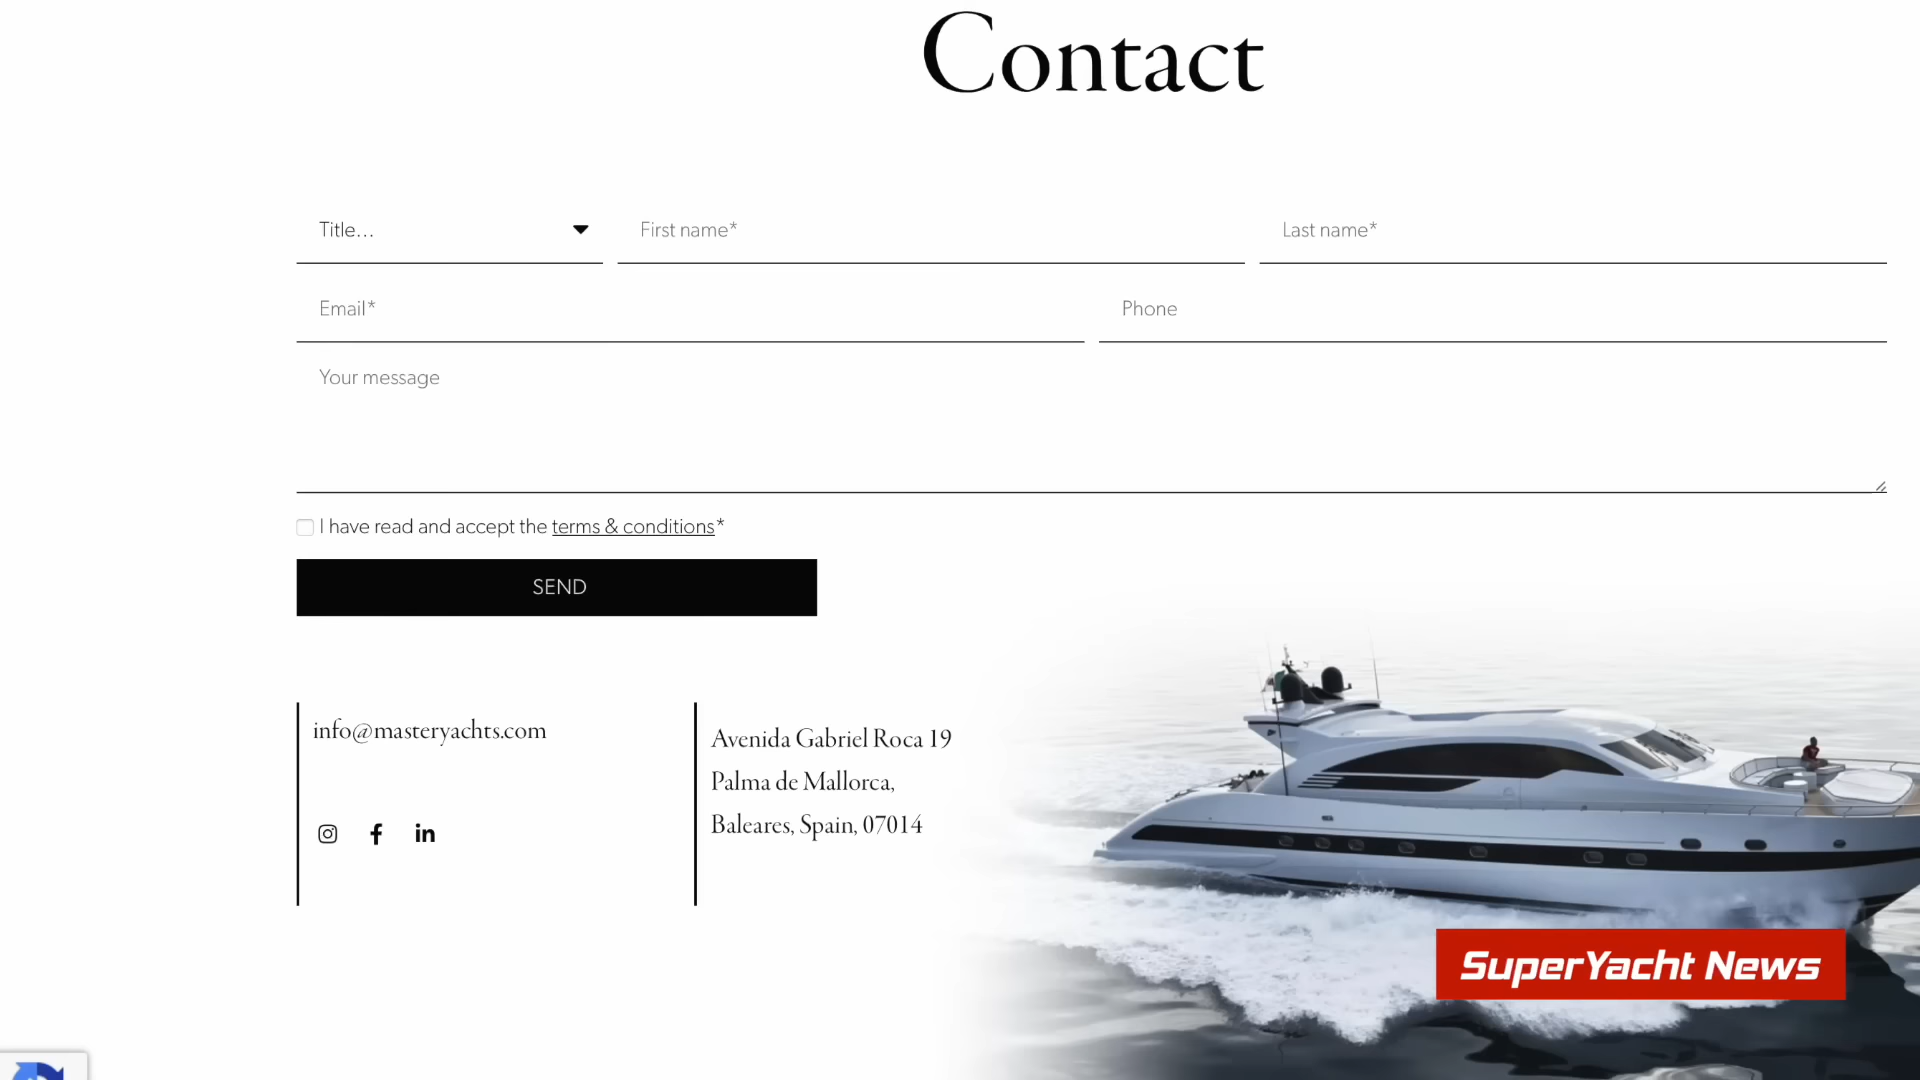 Contact
Title...
First name*
Last name*
Email*
Phone
Your message
I have read and accept the terms & conditions*
SEND
info@masteryachts.com
Avenida Gabriel Roca 19
Palma de Mallorca,
Baleares, Spain, 07014
SuperYacht News